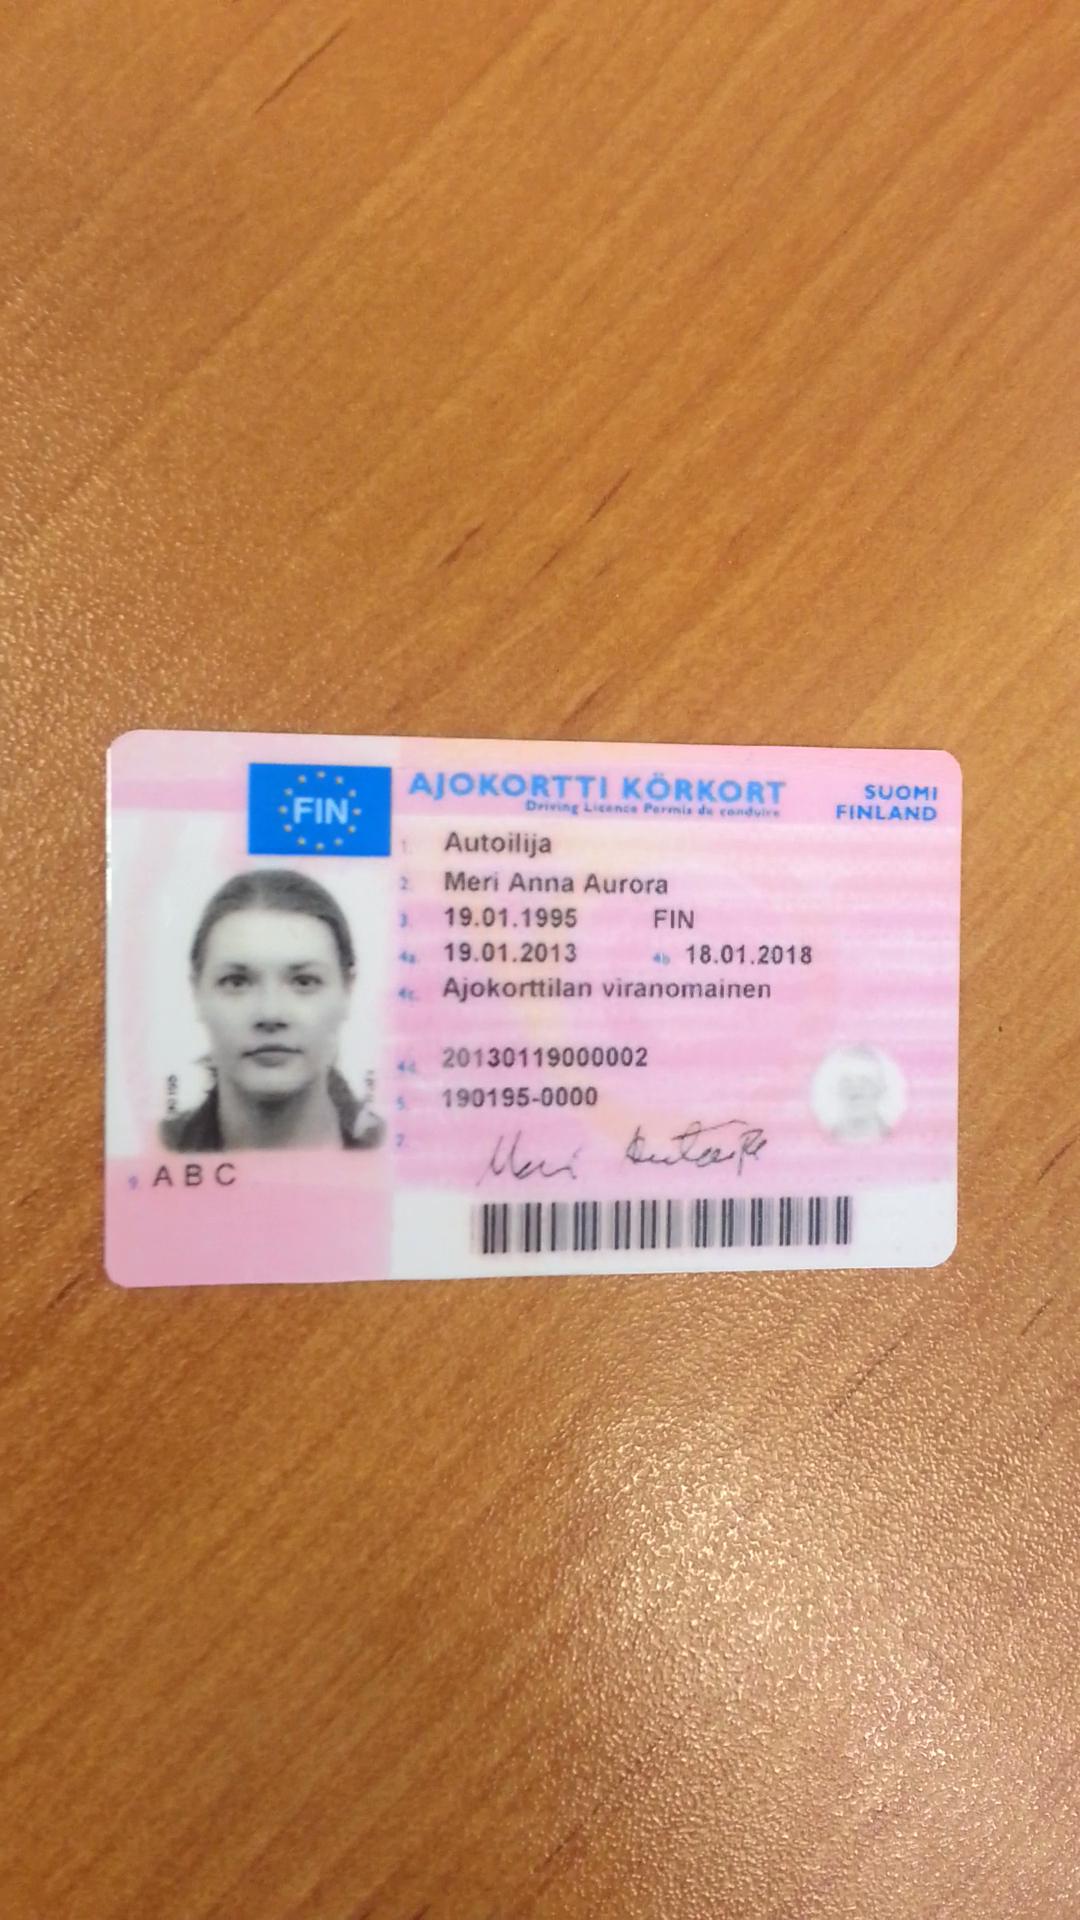 FIN
AJOKORTTI KÖRKORT
Driving Licence Permis de conduire
SUOMI
FINLAND
1. Autoilija
2. Meri Anna Aurora
3. 19.01.1995 FIN
4a. 19.01.2013 4b. 18.01.2018
4c. Ajokorttilan viranomainen
4d. 20130119000002
5. 190195-0000
7. Meri Autoilija
9. A B C